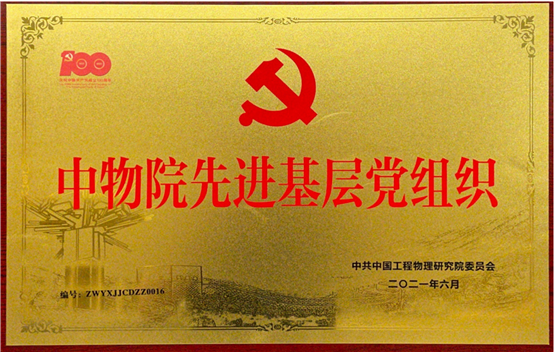 100
中物院先进基层党组织
中共中国工程物理研究院委员会
二〇二一年六月
编号：ZWYXJJCDZZ0016